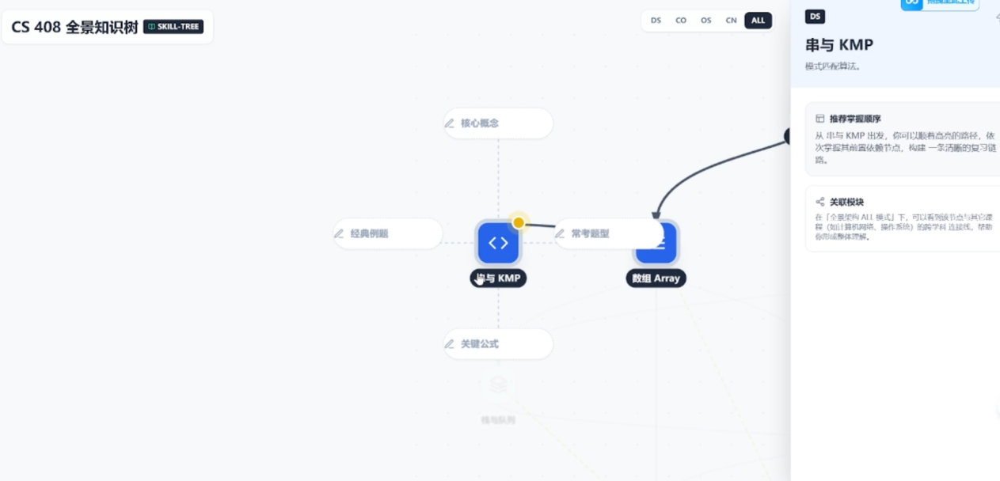 CS 408 全景知识树
SKILL-TREE
DS
CO
OS
CN
ALL
核心概念
经典例题
常考题型
串与 KMP
数组 Array
关键公式
栈与队列
DS
串与 KMP
模式匹配算法。
推荐掌握顺序
从 串与 KMP 出发，你可以顺着高亮的路径，依
次掌握其前置依赖节点，构建 一条清晰的复习链
路。
关联模块
在「全景架构 ALL 模式」下，可以看到该节点与其它课
程（如计算机网络、操作系统）的跨学科 连接线，帮助
你形成整体理解。